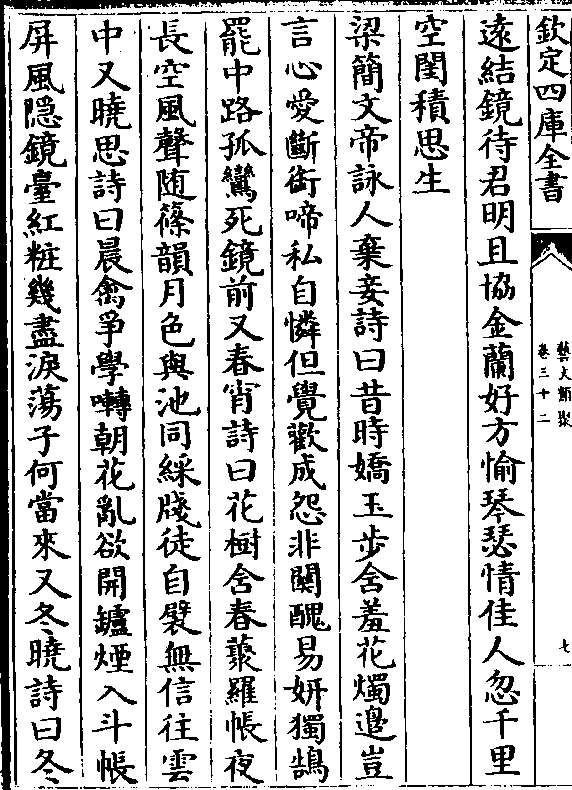 欽定四庫全書
藝文類聚
卷三十二
七
遠結鏡待君明且協金蘭好方愉琴瑟情佳人忽千里
空閨積思生
梁簡文帝詠人棄妾詩曰昔時嬌玉步含羞花燭邉豈
言心愛斷銜啼私自憐但覺歡成怨非關醜易妍獨鵠
罷中路孤鸞死鏡前又春宵詩曰花樹含春藂羅帳夜
長空風聲随篠韻月色與池同綵牋徒自襞無信往雲
中又曉思詩曰晨禽爭學囀朝花亂欲開鑪煙入斗帳
屏風隠鏡臺紅粧幾盡淚蕩子何當來又冬曉詩曰冬